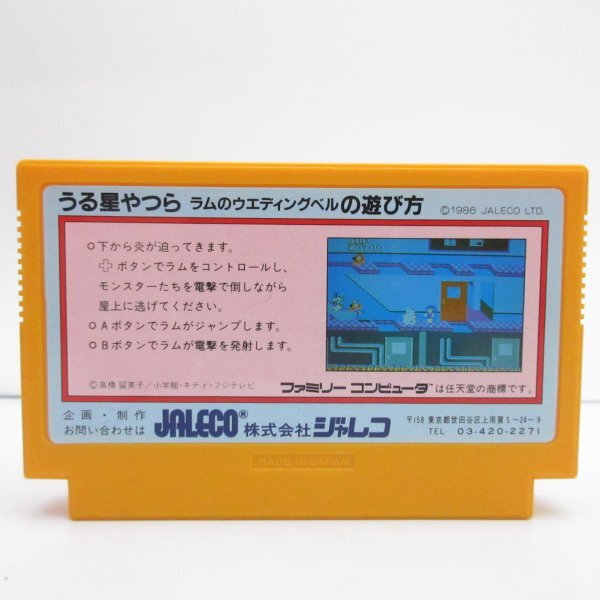 うる星やつら ラムのウエディングベルの遊び方 ©1986 JALECO LTD.
○下から炎が迫ってきます。
✚ボタンでラムをコントロールし、
モンスターたちを電撃で倒しながら
屋上に逃げてください。
○Aボタンでラムがジャンプします。
○Bボタンでラムが電撃を発射します。
©高橋 留美子/小学館・キティ・フジテレビ
ファミリー コンピュータは任天堂の商標です。
企画・制作
お問い合わせは
JALECO® 株式会社ジャレコ
〒158 東京都世田谷区上用賀5-24-9
TEL 03-420-2271
MADE IN JAPAN